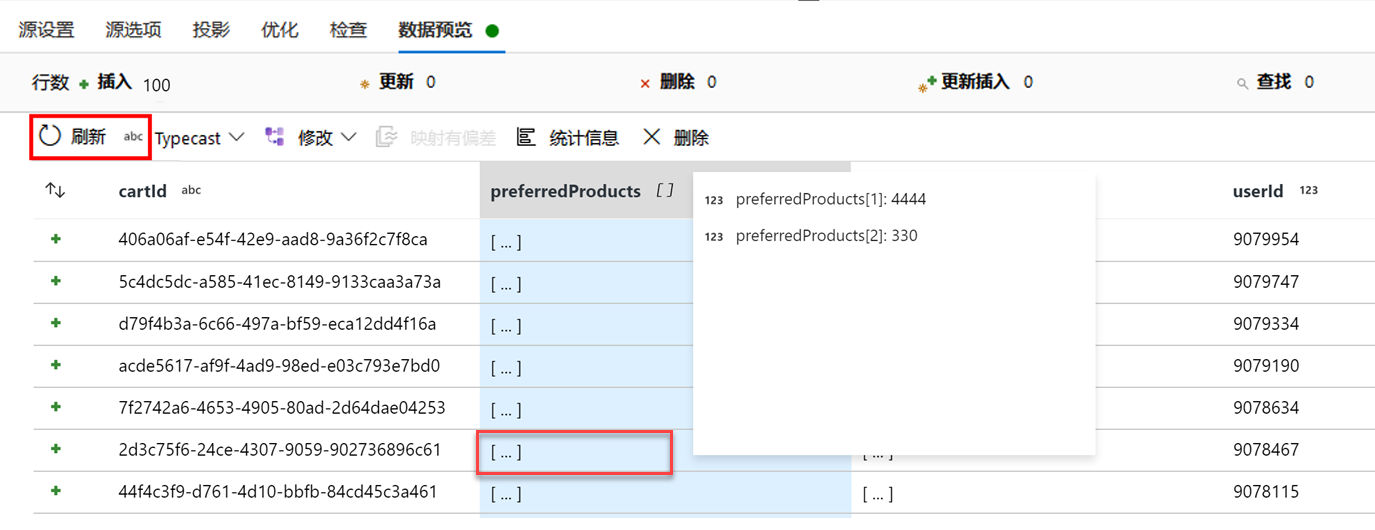 源设置 源选项 投影 优化 检查 数据预览
行数 + 插入 100 更新 0 × 删除 0 更新插入 0 查找 0
刷新 abc Typecast 修改 映射有偏差 统计信息 × 删除
cartId abc preferredProducts [] userId 123
123 preferredProducts[1]: 4444
+ 406a06af-e54f-42e9-aad8-9a36f2c7f8ca [ ... ] 9079954
123 preferredProducts[2]: 330
+ 5c4dc5dc-a585-41ec-8149-9133caa3a73a [ ... ] 9079747
+ d79f4b3a-6c66-497a-bf59-eca12dd4f16a [ ... ] 9079334
+ acde5617-af9f-4ad9-98ed-e03c793e7bd0 [ ... ] 9079190
+ 7f2742a6-4653-4905-80ad-2d64dae04253 [ ... ] 9078634
+ 2d3c75f6-24ce-4307-9059-902736896c61 [ ... ] [ ... ] 9078467
+ 44f4c3f9-d761-4d10-bbfb-84cd45c3a461 [ ... ] [ ... ] 9078115